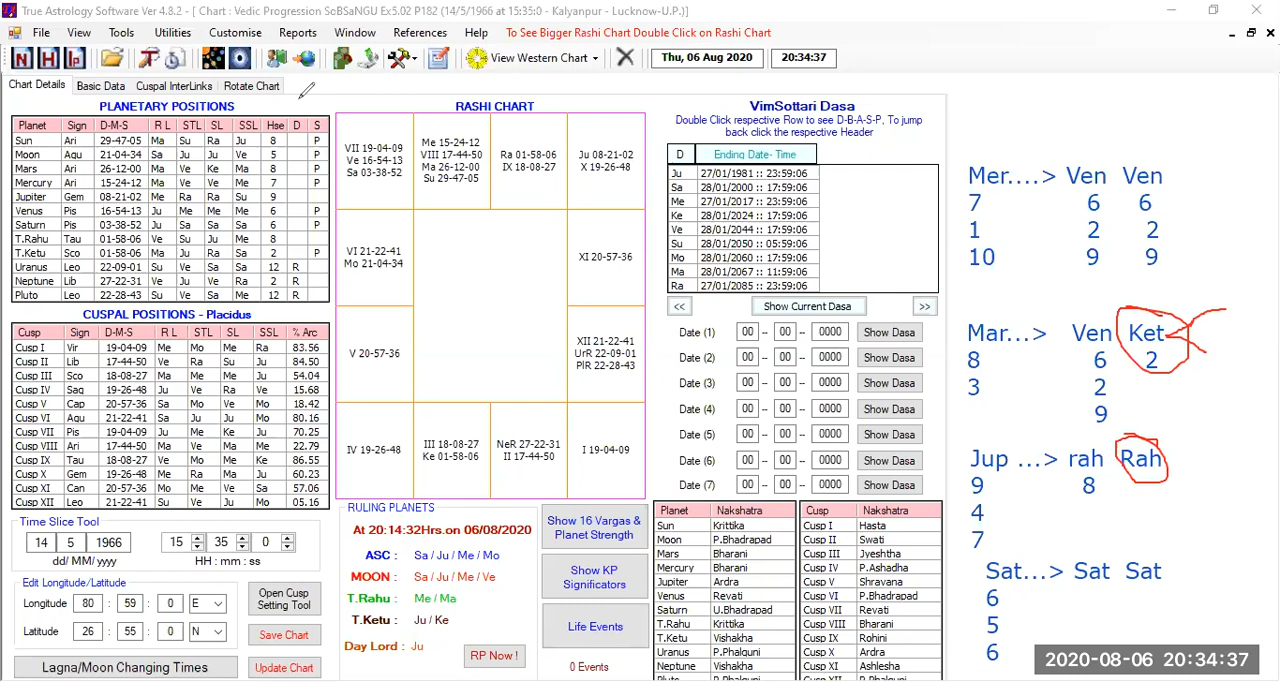 True Astrology Software Ver 4.8.2 - [ Chart : Vedic Progression SoBSaNGU Ex5.02 P182 (14/5/1966 at 15:35:0 - Kalyanpur - Lucknow-U.P.)]
File View Tools Utilities Customise Reports Window References Help To See Bigger Rashi Chart Double Click on Rashi Chart
N H Ip View Western Chart Thu, 06 Aug 2020 20:34:37
Chart Details Basic Data Cuspal InterLinks Rotate Chart
PLANETARY POSITIONS
Planet Sign D-M-S R L STL SL SSL Hse D S
Sun Ari 29-47-05 Ma Su Ra Ju 8 P
Moon Aqu 21-04-34 Sa Ju Ju Ve 5 P
Mars Ari 26-12-00 Ma Ve Ke Ma 8 P
Mercury Ari 15-24-12 Ma Ve Ve Me 7 P
Jupiter Gem 08-21-02 Me Ra Ra Su 9
Venus Pis 16-54-13 Ju Me Me Me 6 P
Saturn Pis 03-38-52 Ju Sa Sa Sa 6 P
T.Rahu Tau 01-58-06 Ve Su Ju Me 8
T.Ketu Sco 01-58-06 Ma Ju Ra Sa 2 P
Uranus Leo 22-09-01 Su Ve Sa Sa 12 R
Neptune Lib 27-22-31 Ve Ju Ve Ra 2 R
Pluto Leo 22-28-43 Su Ve Sa Me 12 R
CUSPAL POSITIONS - Placidus
Cusp Sign D-M-S R L STL SL SSL % Arc
Cusp I Vir 19-04-09 Me Mo Me Ra 83.56
Cusp II Lib 17-44-50 Ve Ra Su Ju 84.50
Cusp III Sco 18-08-27 Ma Me Me Ju 54.04
Cusp IV Sag 19-26-48 Ju Ve Ra Ve 15.68
Cusp V Cap 20-57-36 Sa Mo Ve Mo 18.42
Cusp VI Aqu 21-22-41 Sa Ju Ju Mo 80.16
Cusp VII Pis 19-04-09 Ju Me Ke Ju 70.25
Cusp VIII Ari 17-44-50 Ma Ve Ma Me 22.79
Cusp IX Tau 18-08-27 Ve Mo Me Ke 86.55
Cusp X Gem 19-26-48 Me Ra Ma Ju 23.27
Cusp XI Can 20-57-36 Mo Me Ve Sa 57.06
Cusp XII Leo 21-22-41 Su Ve Ju Mo 05.16
Time Slice Tool
14 5 1966 15 35 0
dd/ MM/ yyyy HH : mm : ss
Edit Longitude/Latitude
Longitude 80 : 59 : 0 E
Latitude 26 : 55 : 0 N
Open Cusp Setting Tool
Save Chart
Lagna/Moon Changing Times Update Chart
RASHI CHART
VII 19-04-09
Ve 16-54-13
Sa 03-38-52
Me 15-24-12
VIII 17-44-50
Ma 26-12-00
Su 29-47-05
Ra 01-58-06
IX 18-08-27
Ju 08-21-02
X 19-26-48
VI 21-22-41
Mo 21-04-34
XI 20-57-36
V 20-57-36
XII 21-22-41
UrR 22-09-01
PlR 22-28-43
IV 19-26-48
III 18-08-27
Ke 01-58-06
NeR 27-22-31
II 17-44-50
I 19-04-09
RULING PLANETS
At 20:14:32Hrs.on 06/08/2020
ASC : Sa / Ju / Me / Mo
MOON : Sa / Ju / Me / Ve
T.Rahu : Me / Ma
T.Ketu : Ju / Ke
Day Lord : Ju
RP Now !
Show 16 Vargas &
Planet Strength
Show KP
Significators
Life Events
0 Events
VimSottari Dasa
Double Click respective Row to see D-B-A-S-P, To jump
back click the respective Header
D Ending Date- Time
Ju 27/01/1981 :: 23:59:06
Sa 28/01/2000 :: 17:59:06
Me 27/01/2017 :: 23:59:06
Ke 28/01/2024 :: 17:59:06
Ve 28/01/2044 :: 17:59:06
Su 28/01/2050 :: 05:59:06
Mo 28/01/2060 :: 17:59:06
Ma 28/01/2067 :: 11:59:06
Ra 27/01/2085 :: 23:59:06
<< Show Current Dasa >>
Date (1) 00 -- 00 -- 0000 Show Dasa
Date (2) 00 -- 00 -- 0000 Show Dasa
Date (3) 00 -- 00 -- 0000 Show Dasa
Date (4) 00 -- 00 -- 0000 Show Dasa
Date (5) 00 -- 00 -- 0000 Show Dasa
Date (6) 00 -- 00 -- 0000 Show Dasa
Date (7) 00 -- 00 -- 0000 Show Dasa
Planet Nakshatra
Sun Krittika
Moon P.Bhadrapad
Mars Bharani
Mercury Bharani
Jupiter Ardra
Venus Revati
Saturn U.Bhadrapad
T.Rahu Krittika
T.Ketu Vishakha
Uranus P.Phalguni
Neptune Vishakha
Pluto P.Phalguni
Cusp Nakshatra
Cusp I Hasta
Cusp II Swati
Cusp III Jyeshtha
Cusp IV P.Ashadha
Cusp V Shravana
Cusp VI P.Bhadrapad
Cusp VII Revati
Cusp VIII Bharani
Cusp IX Rohini
Cusp X Ardra
Cusp XI Ashlesha
Cusp XII P.Phalguni
Mer....> Ven Ven
7 6 6
1 2 2
10 9 9
Mar...> Ven Ket
8 6 2
3 2
9
Jup ...> rah Rah
9 8
4
7
Sat...> Sat Sat
6
5
6
2020-08-06 20:34:37